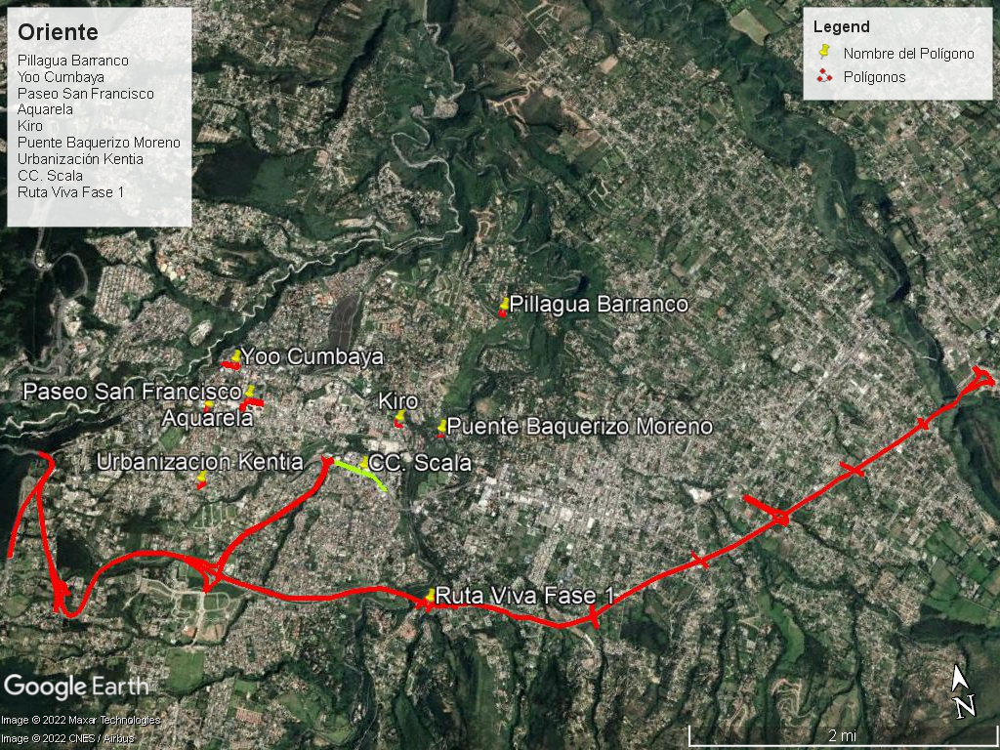 Oriente
Pillagua Barranco
Yoo Cumbaya
Paseo San Francisco
Aquarela
Kiro
Puente Baquerizo Moreno
Urbanización Kentia
CC. Scala
Ruta Viva Fase 1
Legend
Nombre del Polígono
Polígonos
Pillagua Barranco
Yoo Cumbaya
Paseo San Francisco
Aquarela
Kiro
Puente Baquerizo Moreno
Urbanizacion Kentia
CC. Scala
Ruta Viva Fase 1
Google Earth
Image © 2022 Maxar Technologies
Image © 2022 CNES / Airbus
N
2 mi